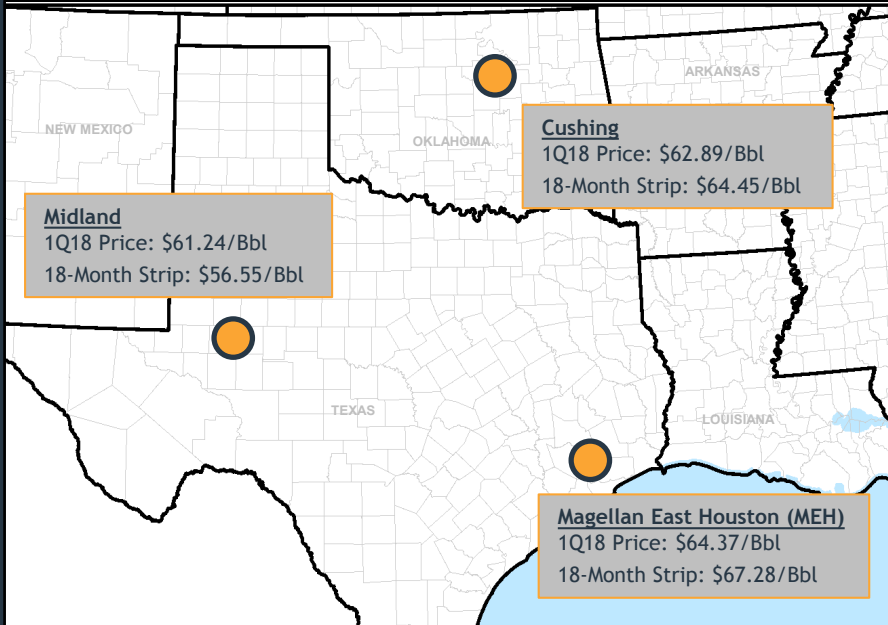 ARKANSAS
NEW MEXICO
OKLAHOMA
Cushing
1Q18 Price: $62.89/Bbl
18-Month Strip: $64.45/Bbl
Midland
1Q18 Price: $61.24/Bbl
18-Month Strip: $56.55/Bbl
TEXAS
LOUISIANA
Magellan East Houston (MEH)
1Q18 Price: $64.37/Bbl
18-Month Strip: $67.28/Bbl